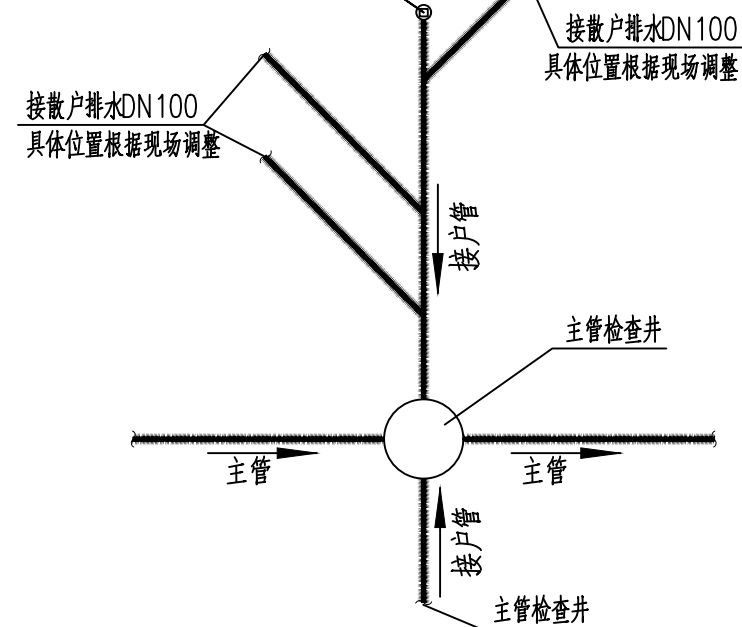 接散户排水DN100
具体位置根据现场调整
接散户排水DN100
具体位置根据现场调整
接户管
主管检查井
主管
主管
接户管
主管检查井